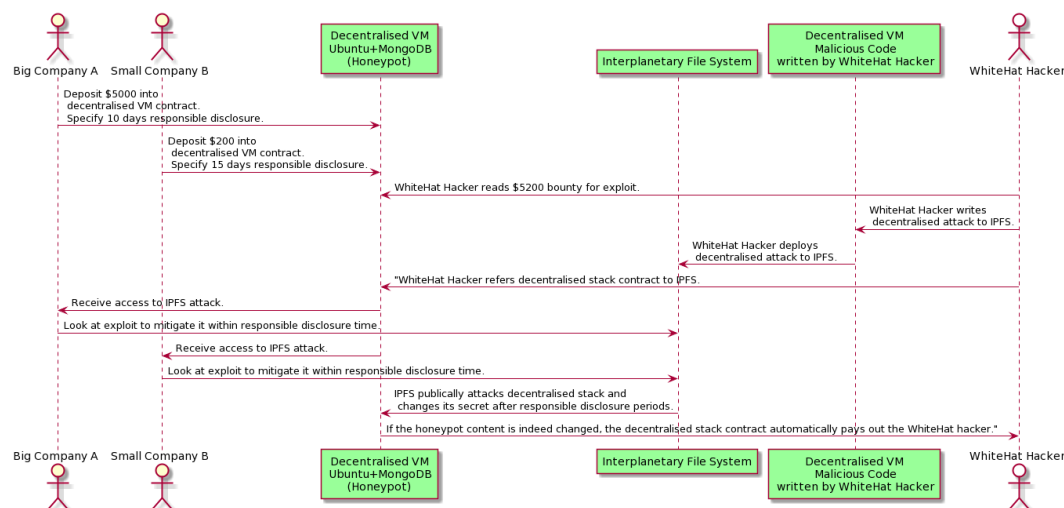 Big Company A
Small Company B
Decentralised VM
Ubuntu+MongoDB
(Honeypot)
Interplanetary File System
Decentralised VM
Malicious Code
written by WhiteHat Hacker
WhiteHat Hacker
Deposit $5000 into
decentralised VM contract.
Specify 10 days responsible disclosure.
Deposit $200 into
decentralised VM contract.
Specify 15 days responsible disclosure.
WhiteHat Hacker reads $5200 bounty for exploit.
WhiteHat Hacker writes
decentralised attack to IPFS.
WhiteHat Hacker deploys
decentralised attack to IPFS.
"WhiteHat Hacker refers decentralised stack contract to IPFS.
Receive access to IPFS attack.
Look at exploit to mitigate it within responsible disclosure time.
Receive access to IPFS attack.
Look at exploit to mitigate it within responsible disclosure time.
IPFS publically attacks decentralised stack and
changes its secret after responsible disclosure periods.
If the honeypot content is indeed changed, the decentralised stack contract automatically pays out the WhiteHat hacker."
Big Company A
Small Company B
Decentralised VM
Ubuntu+MongoDB
(Honeypot)
Interplanetary File System
Decentralised VM
Malicious Code
written by WhiteHat Hacker
WhiteHat Hacker